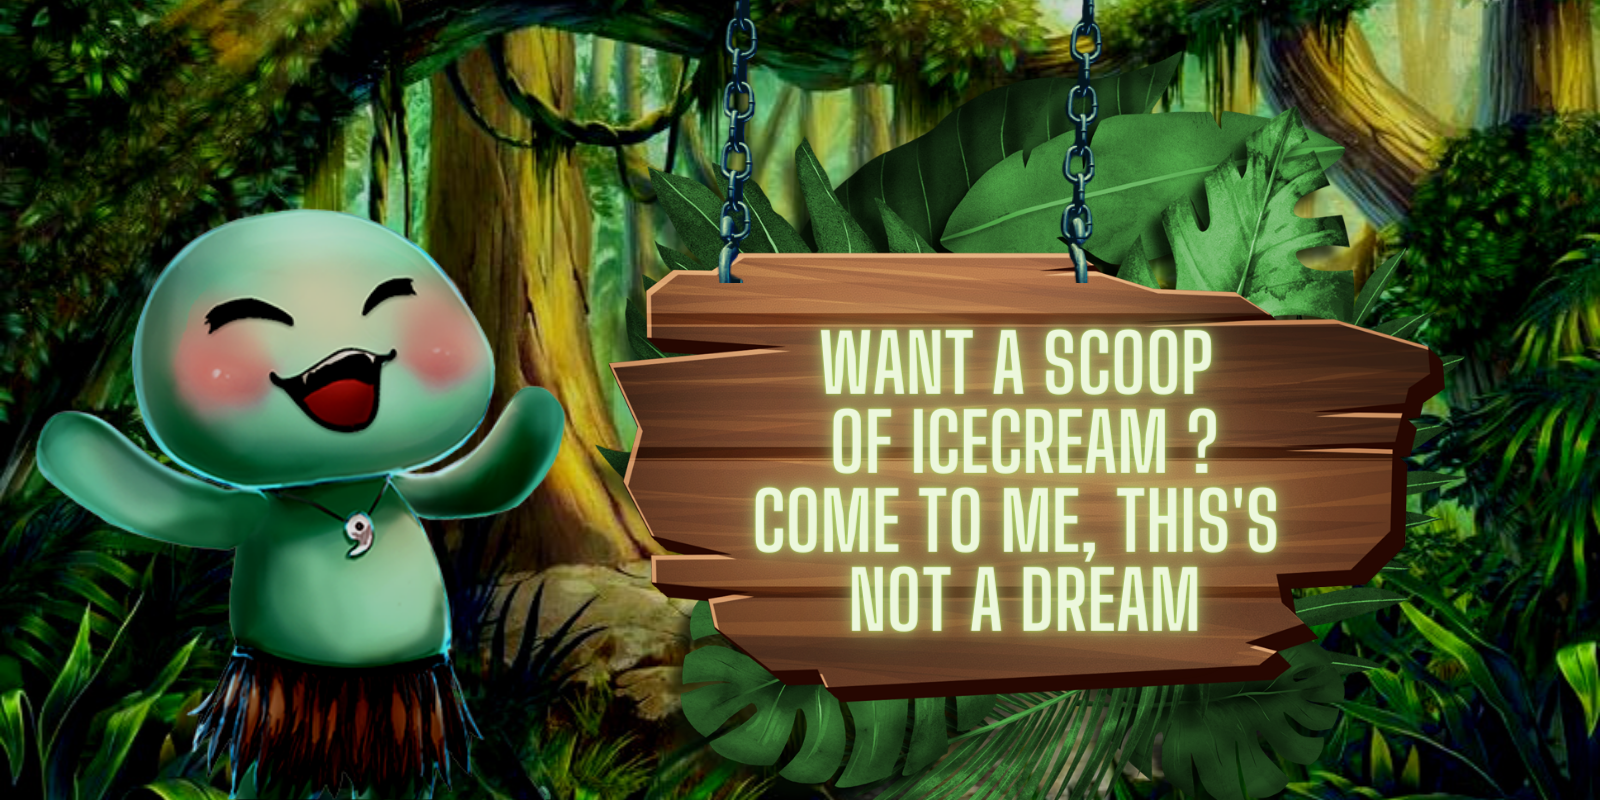 WANT A SCOOP
OF ICECREAM ?
COME TO ME, THIS'S
NOT A DREAM